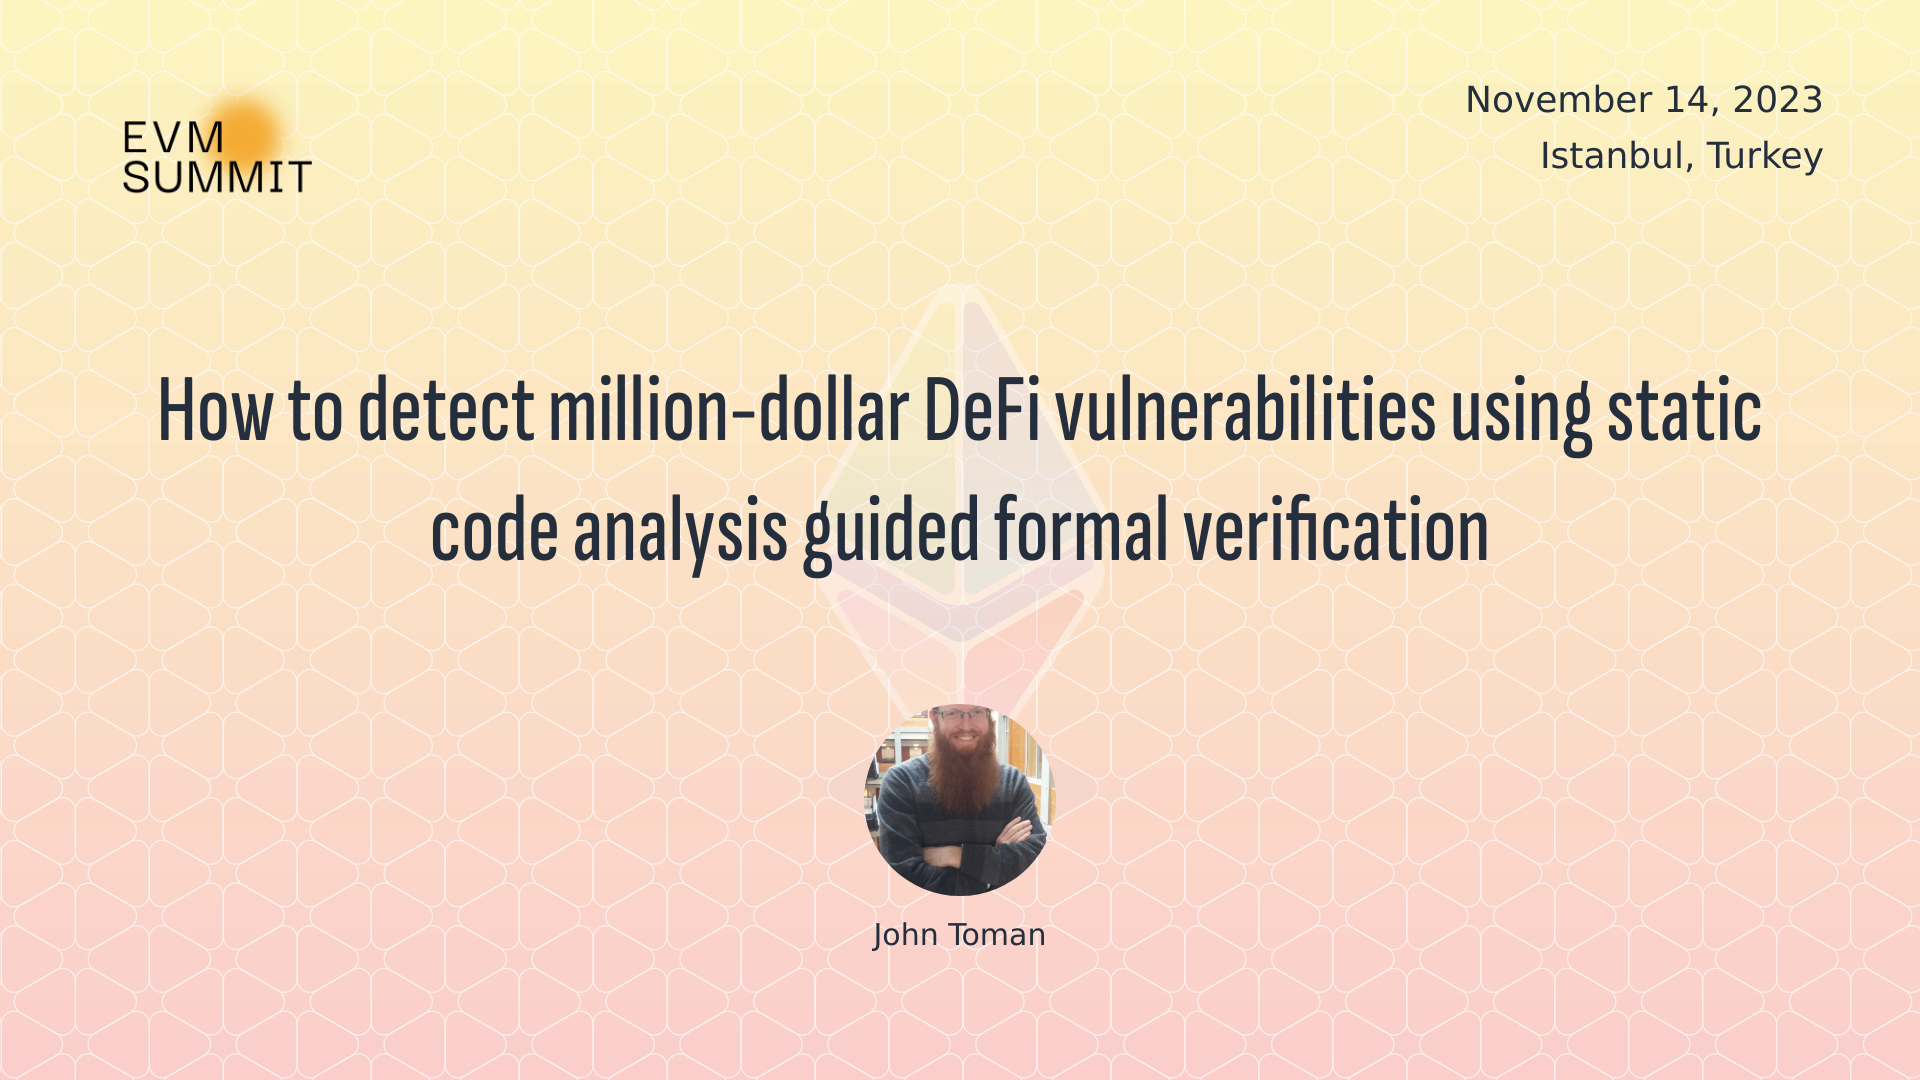 EVM
SUMMIT
November 14, 2023
Istanbul, Turkey
How to detect million-dollar DeFi vulnerabilities using static
code analysis guided formal verification
John Toman